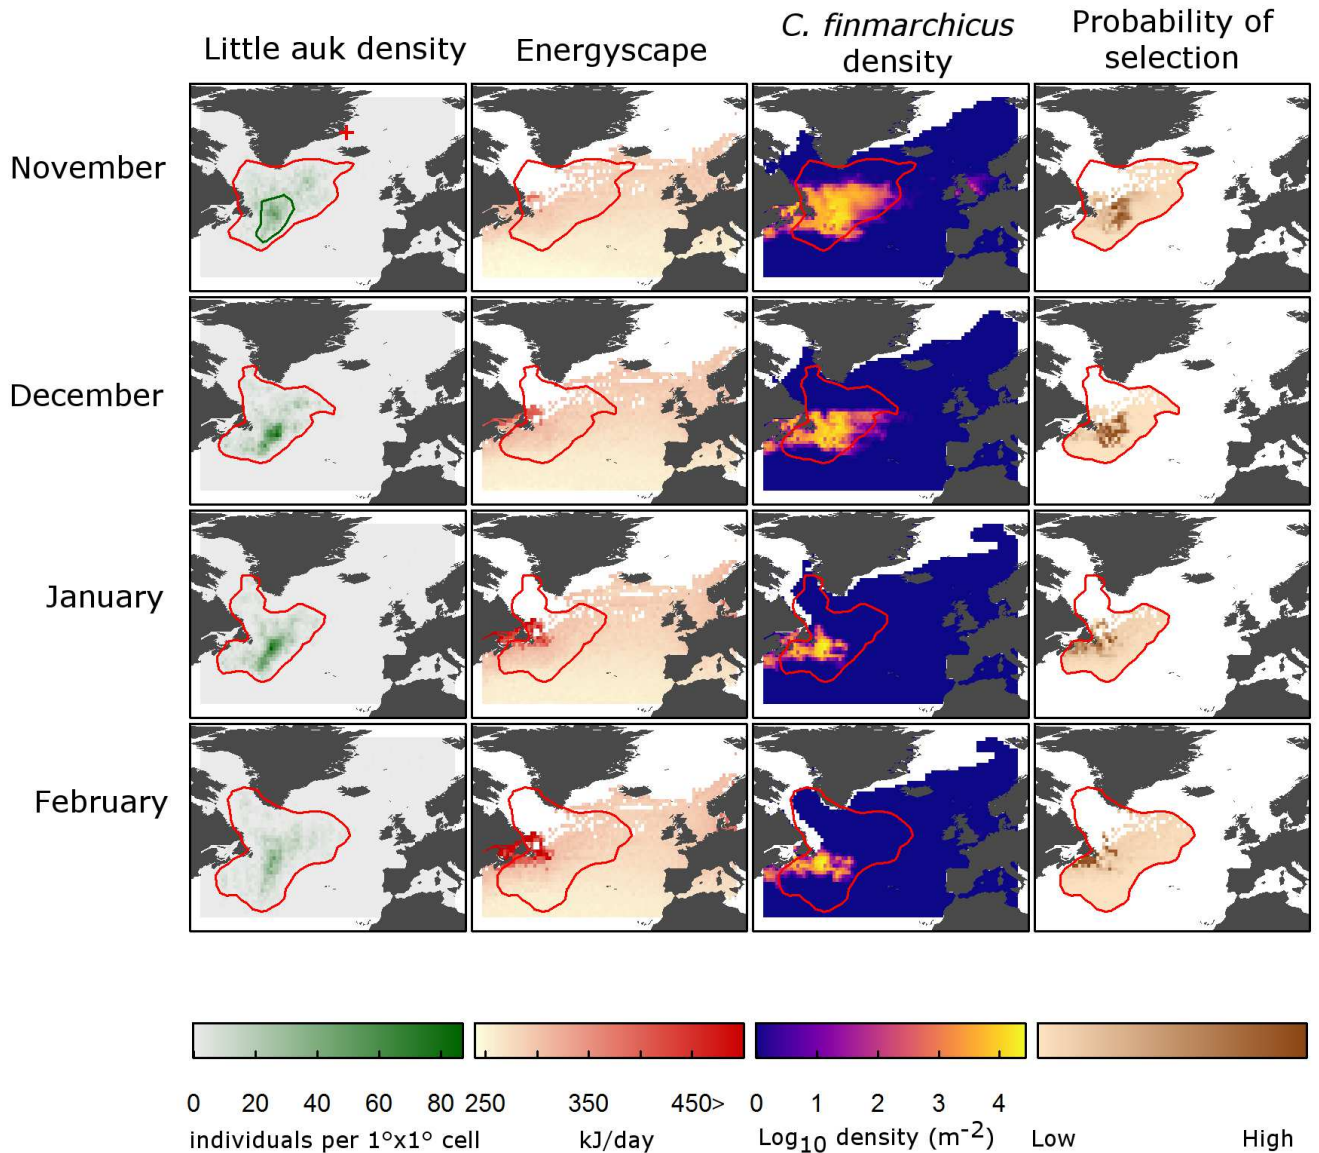 Little auk density
Energyscape
C. finmarchicus
density
Probability of
selection
November
December
January
February
0 20 40 60 80
250 350 450>
0 1 2 3 4
individuals per 1°x1° cell
kJ/day
Log10 density (m-2)
Low High